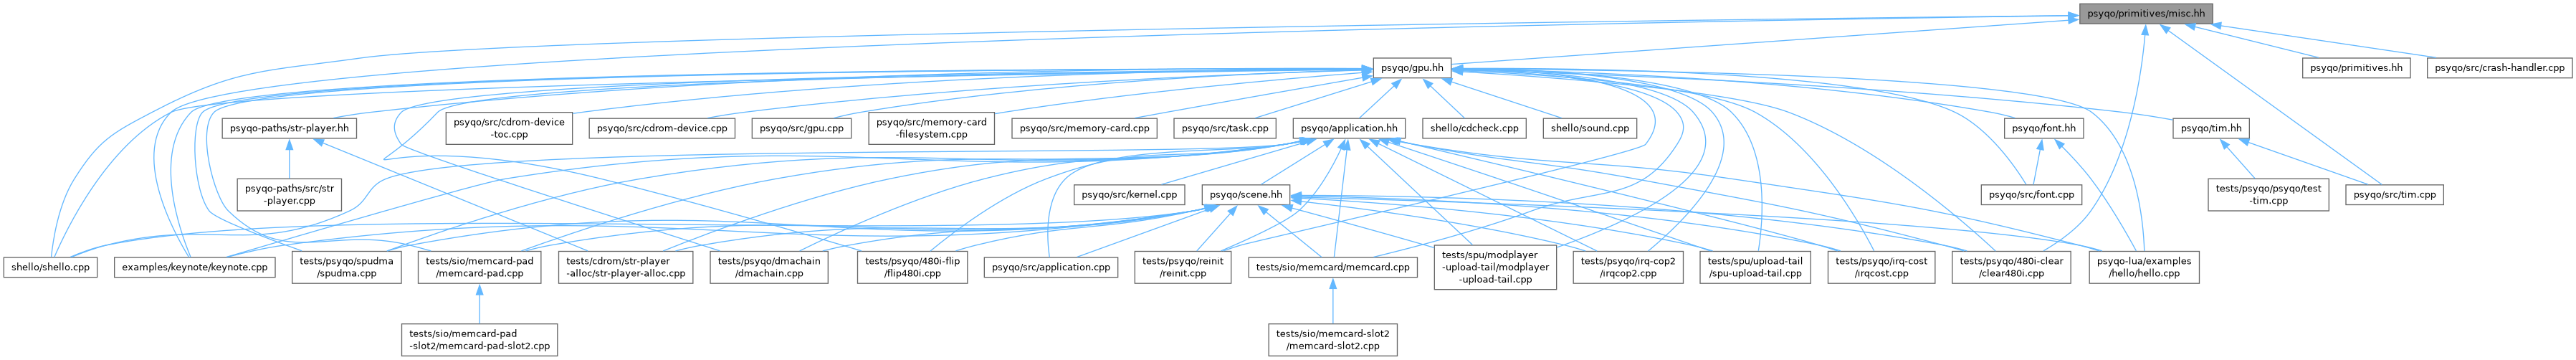 psyqo/primitives/misc.hh
psyqo/gpu.hh
psyqo/primitives.hh
psyqo/src/crash-handler.cpp
psyqo-paths/str-player.hh
psyqo/src/cdrom-device
-toc.cpp
psyqo/src/cdrom-device.cpp
psyqo/src/gpu.cpp
psyqo/src/memory-card
-filesystem.cpp
psyqo/src/memory-card.cpp
psyqo/src/task.cpp
psyqo/application.hh
shello/cdcheck.cpp
shello/sound.cpp
psyqo/font.hh
psyqo/tim.hh
psyqo-paths/src/str
-player.cpp
psyqo/src/kernel.cpp
psyqo/scene.hh
psyqo/src/font.cpp
tests/psyqo/psyqo/test
-tim.cpp
psyqo/src/tim.cpp
shello/shello.cpp
examples/keynote/keynote.cpp
tests/psyqo/spudma
/spudma.cpp
tests/sio/memcard-pad
/memcard-pad.cpp
tests/cdrom/str-player
-alloc/str-player-alloc.cpp
tests/psyqo/dmachain
/dmachain.cpp
tests/psyqo/480i-flip
/flip480i.cpp
psyqo/src/application.cpp
tests/psyqo/reinit
/reinit.cpp
tests/sio/memcard/memcard.cpp
tests/spu/modplayer
-upload-tail/modplayer
-upload-tail.cpp
tests/psyqo/irq-cop2
/irqcop2.cpp
tests/spu/upload-tail
/spu-upload-tail.cpp
tests/psyqo/irq-cost
/irqcost.cpp
tests/psyqo/480i-clear
/clear480i.cpp
psyqo-lua/examples
/hello/hello.cpp
tests/sio/memcard-pad
-slot2/memcard-pad-slot2.cpp
tests/sio/memcard-slot2
/memcard-slot2.cpp